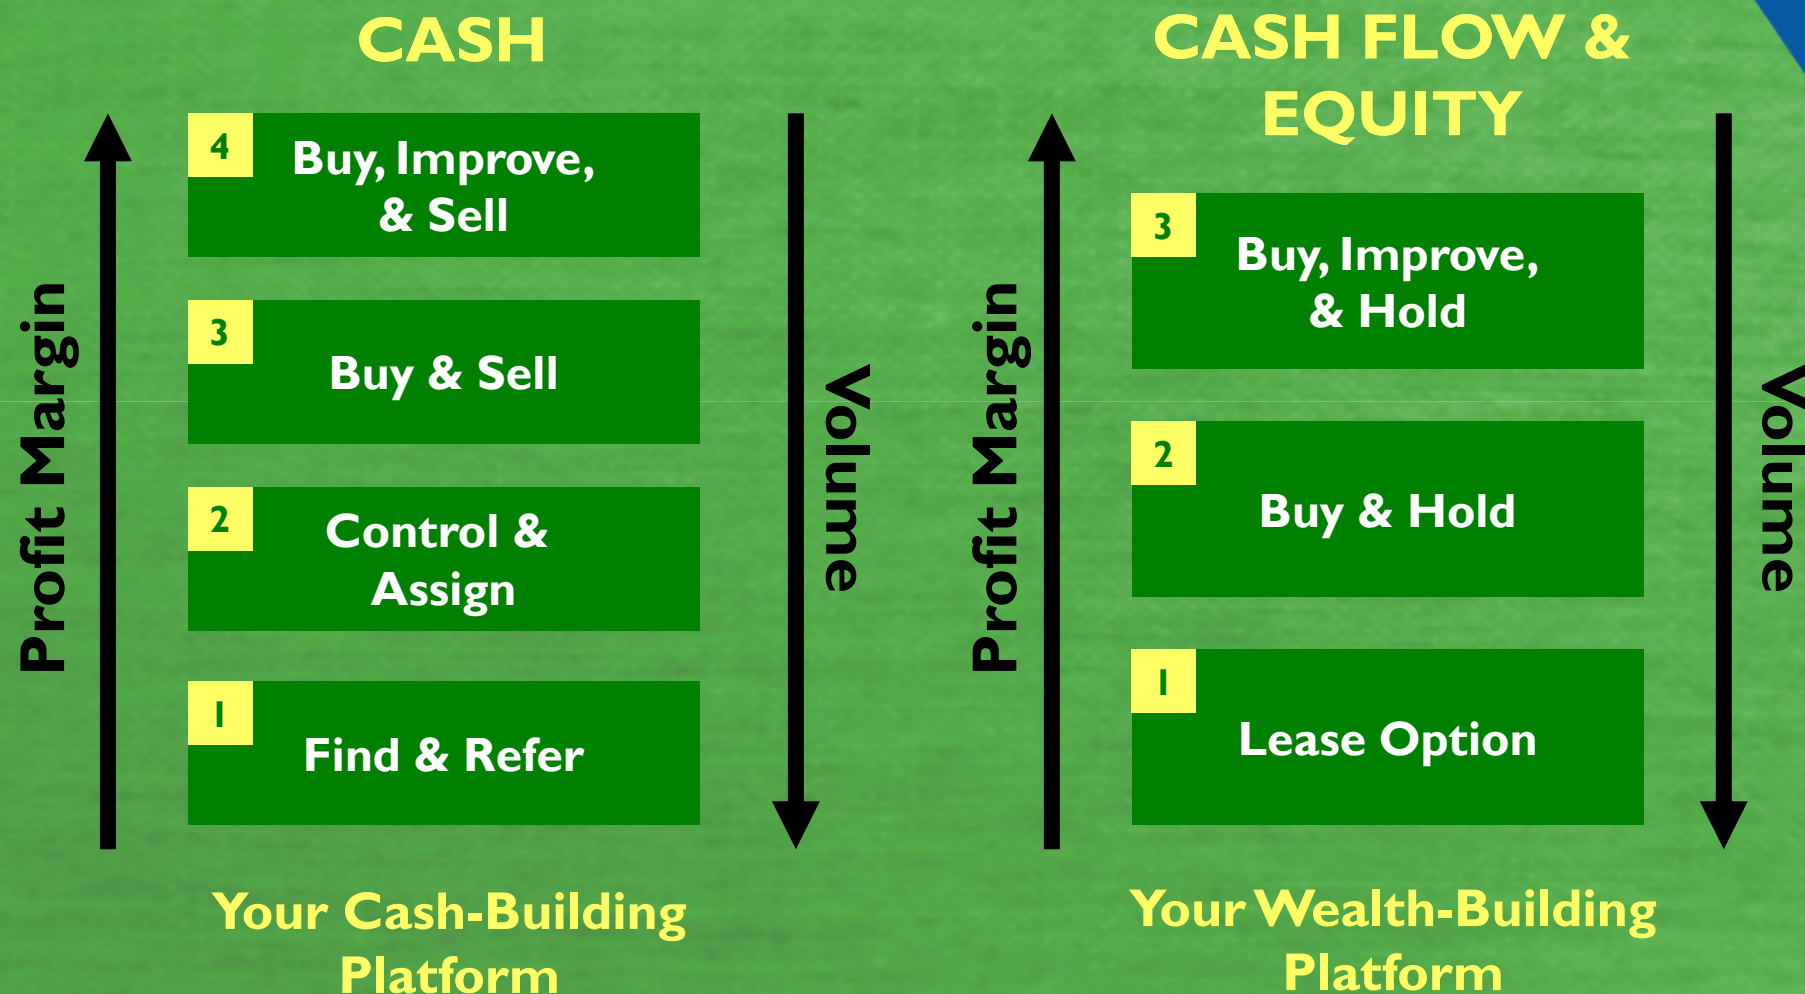 CASH
Profit Margin
4
Buy, Improve,
& Sell
3
Buy & Sell
2
Control &
Assign
1
Find & Refer
Volume
Your Cash-Building
Platform
CASH FLOW &
EQUITY
Profit Margin
3
Buy, Improve,
& Hold
2
Buy & Hold
1
Lease Option
Volume
Your Wealth-Building
Platform